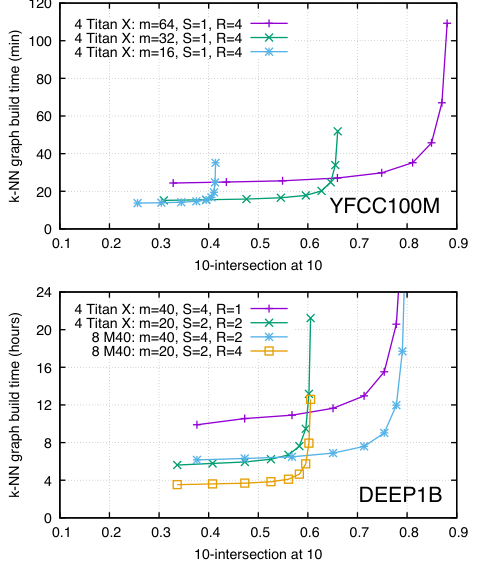 120
100
80
60
40
20
0
k-NN graph build time (min)
4 Titan X: m=64, S=1, R=4
4 Titan X: m=32, S=1, R=4
4 Titan X: m=16, S=1, R=4
YFCC100M
0.1 0.2 0.3 0.4 0.5 0.6 0.7 0.8 0.9
10-intersection at 10
24
20
16
12
8
4
0
k-NN graph build time (hours)
4 Titan X: m=40, S=4, R=1
4 Titan X: m=20, S=2, R=2
8 M40: m=40, S=4, R=2
8 M40: m=20, S=2, R=4
DEEP1B
0.1 0.2 0.3 0.4 0.5 0.6 0.7 0.8 0.9
10-intersection at 10